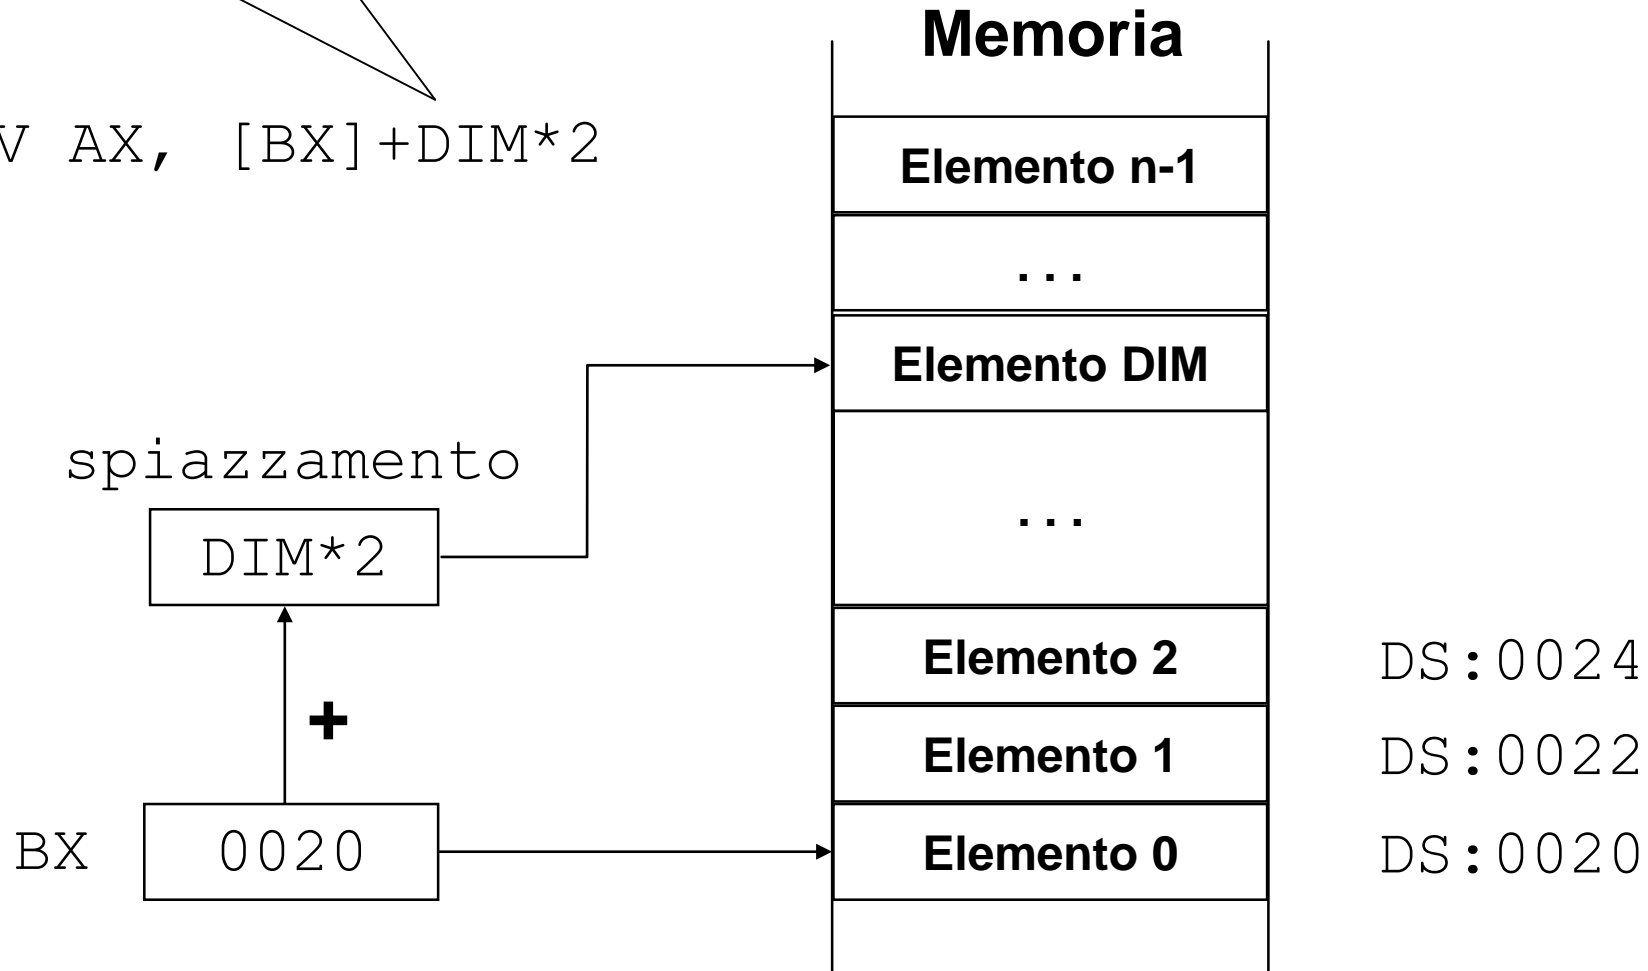 Memoria
V AX, [BX]+DIM*2
Elemento n-1
...
Elemento DIM
spiazzamento
...
DIM*2
Elemento 2 DS:0024
+
Elemento 1 DS:0022
BX 0020 Elemento 0 DS:0020